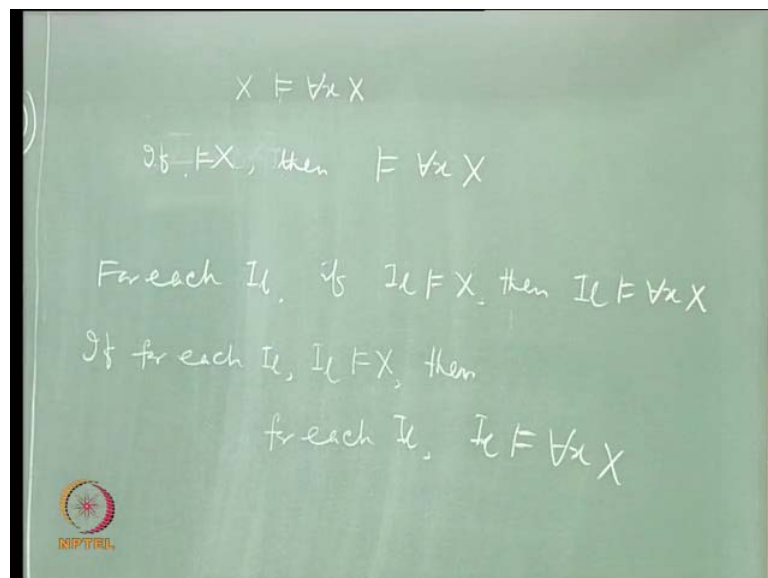 X ⊨ ∀x X
If ⊨X, then ⊨ ∀x X
For each Iℓ, if Iℓ ⊨ X, then Iℓ ⊨ ∀x X
If for each Iℓ, Iℓ ⊨X, then
for each Iℓ, Iℓ ⊨ ∀x X
NPTEL